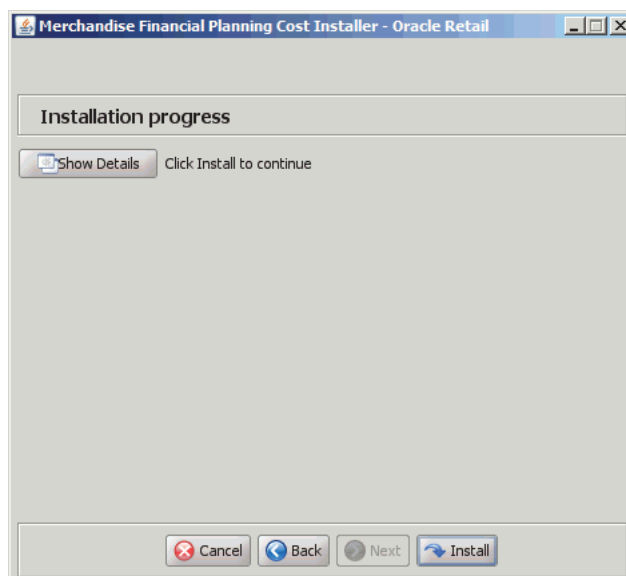 Merchandise Financial Planning Cost Installer - Oracle Retail
Installation progress
Show Details Click Install to continue
Cancel Back Next Install